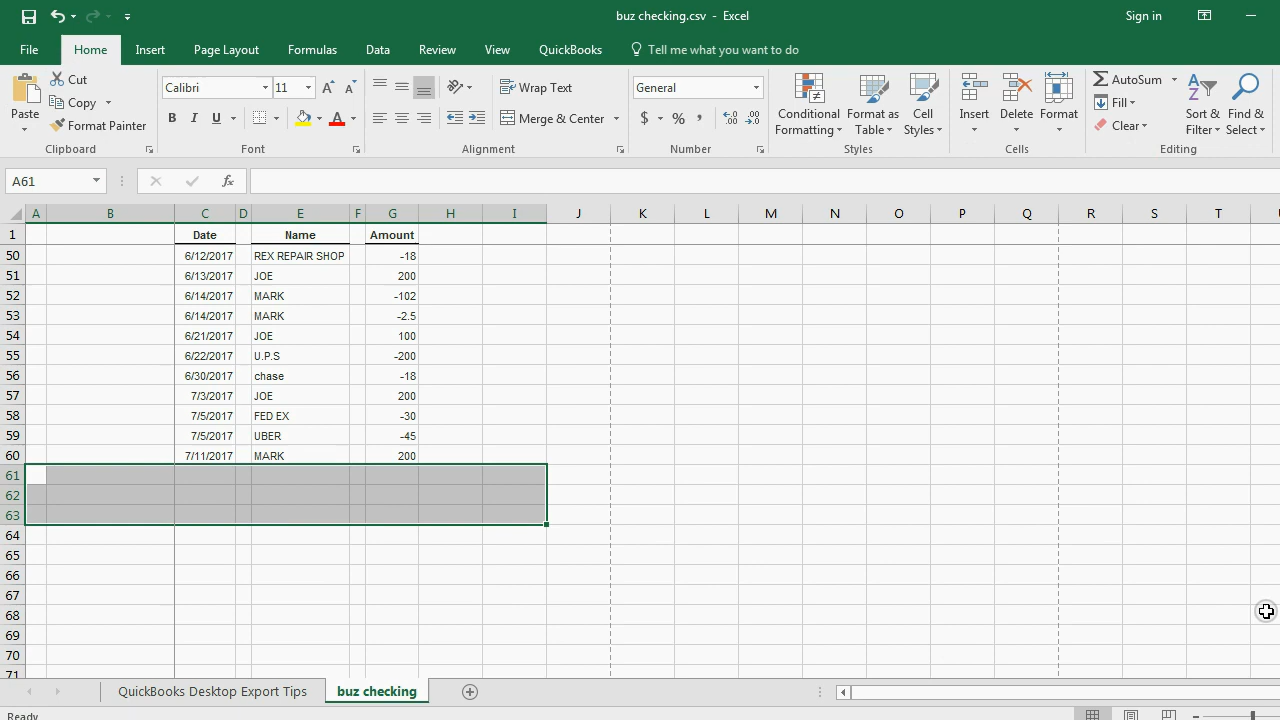 buz checking.csv - Excel
Sign in
File Home Insert Page Layout Formulas Data Review View QuickBooks Tell me what you want to do
Paste
Cut
Copy
Format Painter
Clipboard
Calibri 11
B I U A
Font
Wrap Text
Merge & Center
Alignment
General
$ % ,
Number
Conditional Formatting
Format as Table
Cell Styles
Styles
Insert Delete Format
Cells
AutoSum
Fill
Clear
Sort & Filter
Find & Select
Editing
A61 fx
A B C D E F G H I J K L M N O P Q R S T
1 Date Name Amount
50 6/12/2017 REX REPAIR SHOP -18
51 6/13/2017 JOE 200
52 6/14/2017 MARK -102
53 6/14/2017 MARK -2.5
54 6/21/2017 JOE 100
55 6/22/2017 U.P.S -200
56 6/30/2017 chase -18
57 7/3/2017 JOE 200
58 7/5/2017 FED EX -30
59 7/5/2017 UBER -45
60 7/11/2017 MARK 200
61
62
63
64
65
66
67
68
69
70
71
QuickBooks Desktop Export Tips buz checking
Ready